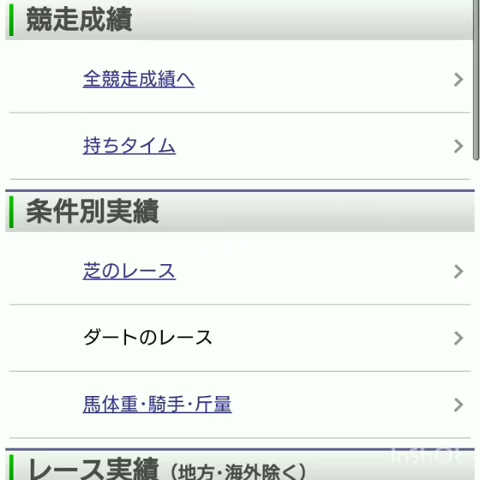 競走成績
全競走成績へ
持ちタイム
条件別実績
芝のレース
ダートのレース
馬体重・騎手・斤量
InShOt
レース実績（地方・海外除く）